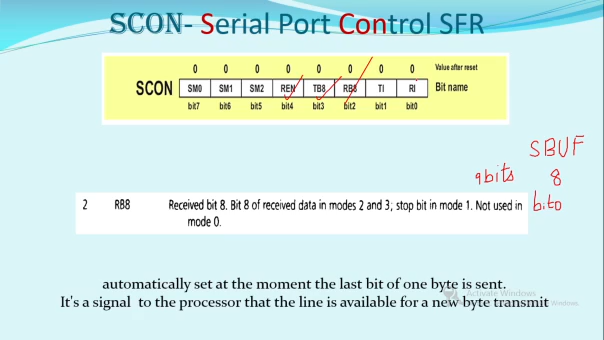 SCON- Serial Port Control SFR
0 0 0 0 0 0 0 0 Value after reset
SCON SM0 SM1 SM2 REN TB8 RB8 TI RI Bit name
bit7 bit6 bit5 bit4 bit3 bit2 bit1 bit0
SBUF
9bits 8
bito
2 RB8 Received bit 8. Bit 8 of received data in modes 2 and 3; stop bit in mode 1. Not used in
mode 0.
automatically set at the moment the last bit of one byte is sent.
Activate Windows
It's a signal to the processor that the line is available for a new byte transmit
Windows